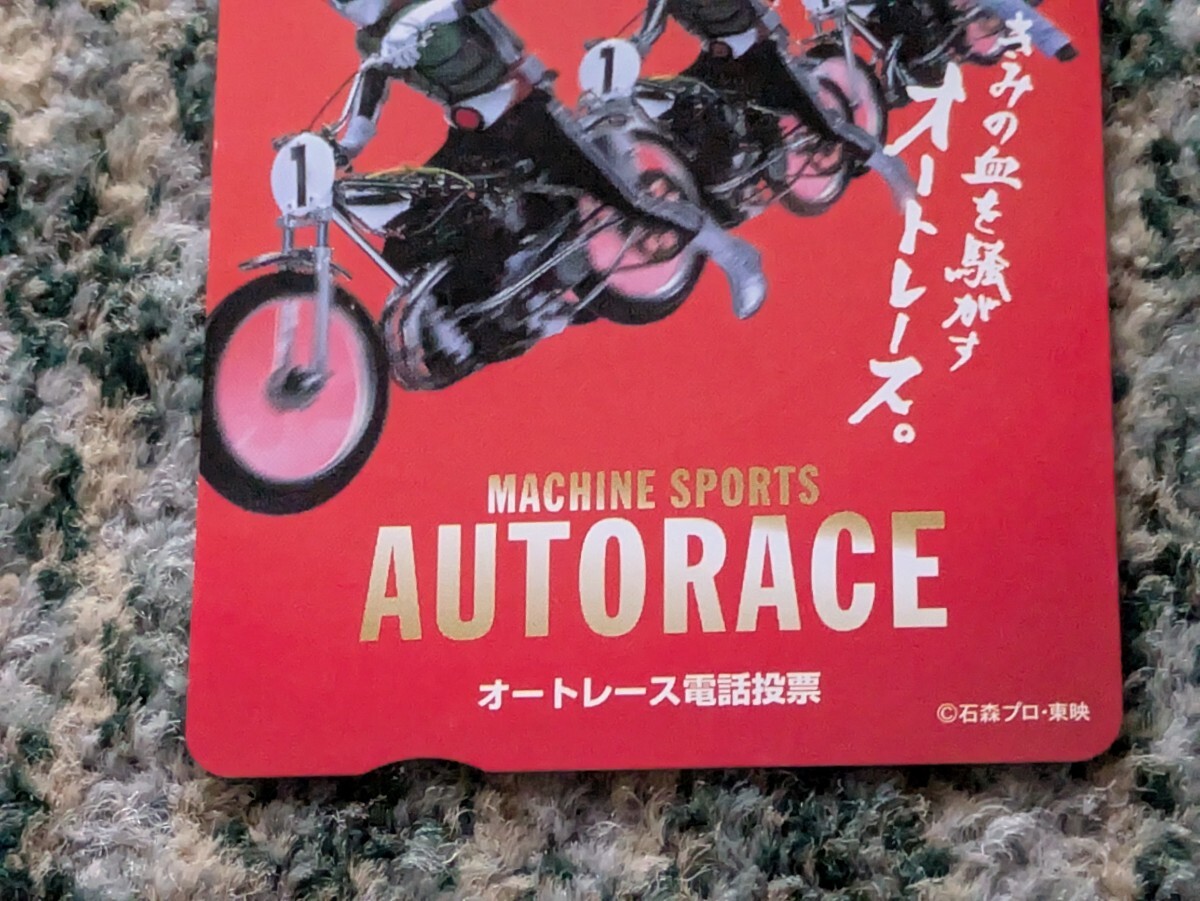 きみの血を騒がす
オートレース。
1
1
MACHINE SPORTS
AUTORACE
オートレース電話投票
©石森プロ・東映